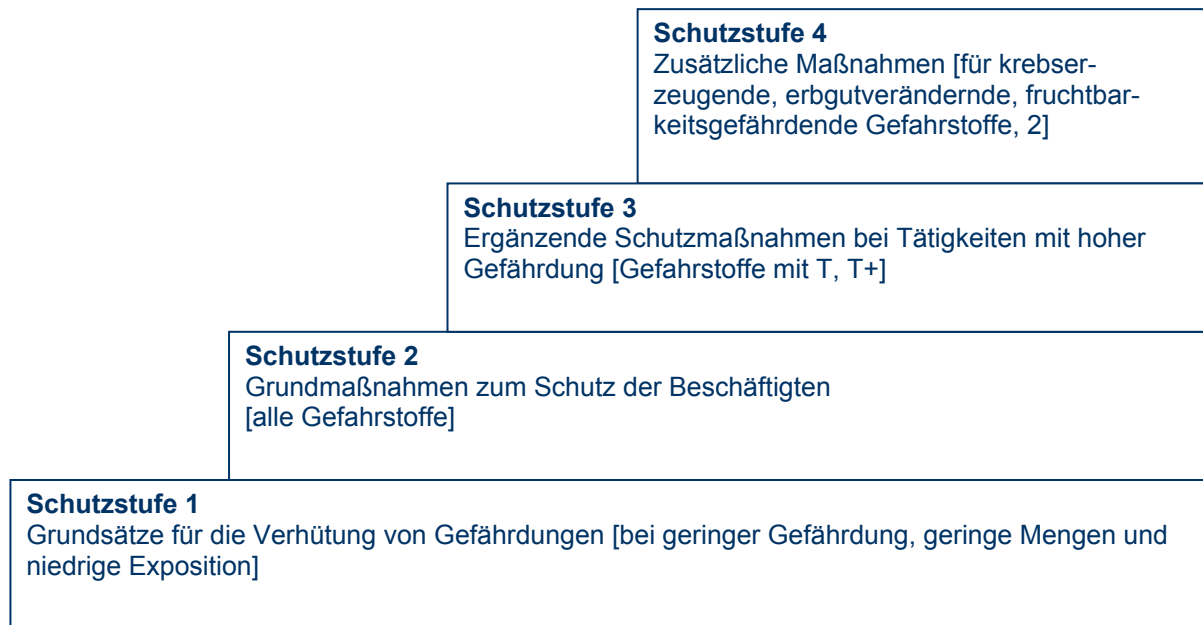 Schutzstufe 4
Zusätzliche Maßnahmen [für krebser-
zeugende, erbgutverändernde, fruchtbar-
keitsgefährdende Gefahrstoffe, 2]
Schutzstufe 3
Ergänzende Schutzmaßnahmen bei Tätigkeiten mit hoher
Gefährdung [Gefahrstoffe mit T, T+]
Schutzstufe 2
Grundmaßnahmen zum Schutz der Beschäftigten
[alle Gefahrstoffe]
Schutzstufe 1
Grundsätze für die Verhütung von Gefährdungen [bei geringer Gefährdung, geringe Mengen und
niedrige Exposition]